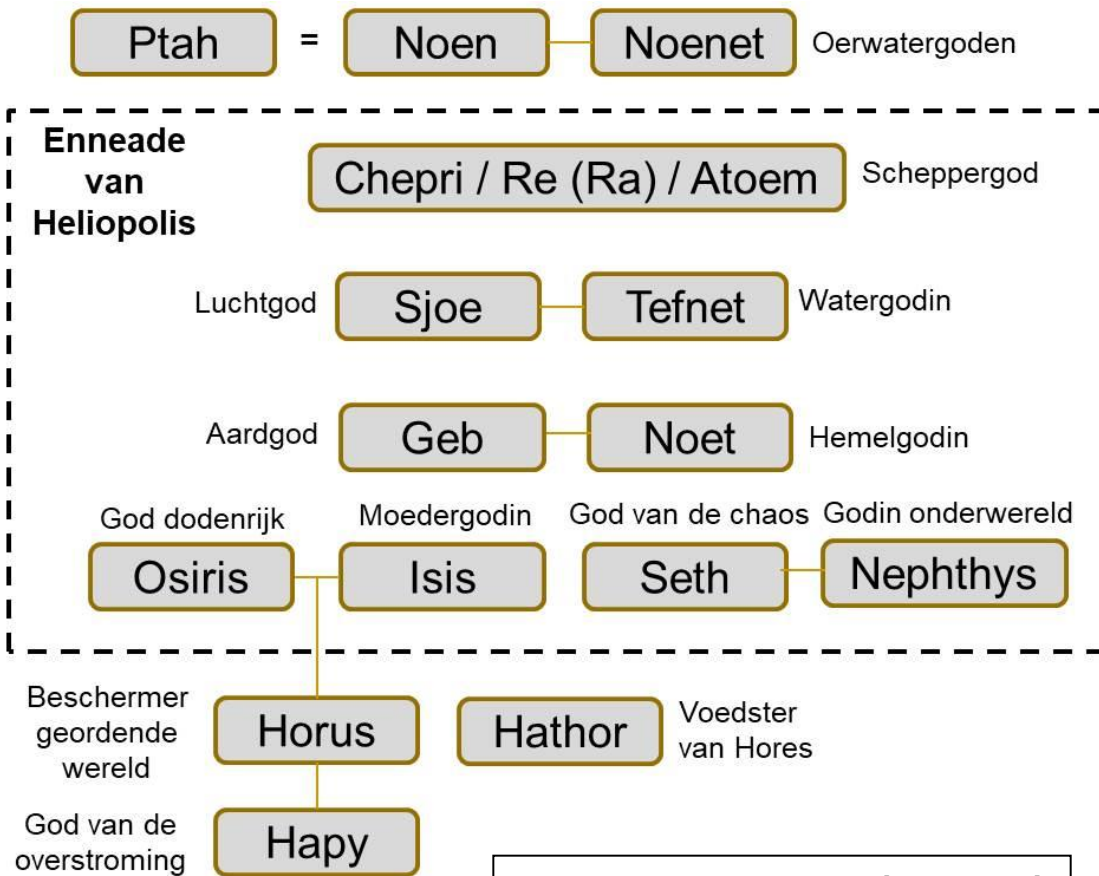 Ptah = Noen Noenet Oerwatergoden
Enneade
van
Heliopolis
Chepri / Re (Ra) / Atoem Scheppergod
Luchtgod Sjoe Tefnet Watergodin
Aardgod Geb Noet Hemelgodin
God dodenrijk Moedergodin God van de chaos Godin onderwereld
Osiris Isis Seth Nephthys
Beschermer
geordende
wereld
Horus Hathor Voedster
van Hores
God van de
overstroming
Hapy